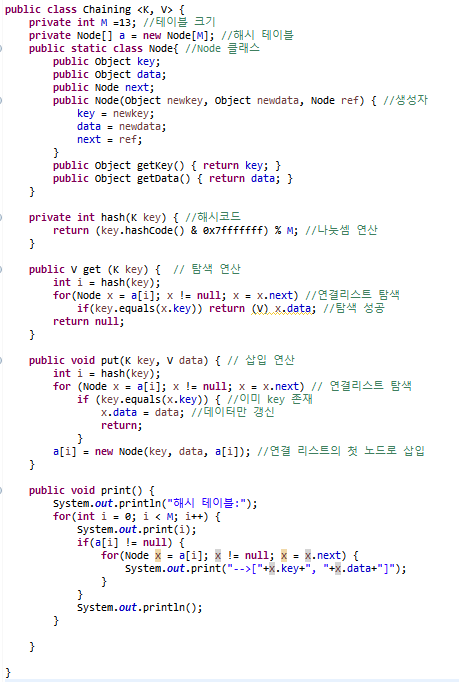 public class Chaining <K, V> {
    private int M =13; //테이블 크기
    private Node[] a = new Node[M]; //해시 테이블
    public static class Node{ //Node 클래스
        public Object key;
        public Object data;
        public Node next;
        public Node(Object newkey, Object newdata, Node ref) { //생성자
            key = newkey;
            data = newdata;
            next = ref;
        }
        public Object getKey() { return key; }
        public Object getData() { return data; }
    }

    private int hash(K key) { //해시코드
        return (key.hashCode() & 0x7fffffff) % M; //나눗셈 연산
    }

    public V get (K key) {  // 탐색 연산
        int i = hash(key);
        for(Node x = a[i]; x != null; x = x.next) //연결리스트 탐색
            if(key.equals(x.key)) return (V) x.data; //탐색 성공
        return null;
    }

    public void put(K key, V data) { // 삽입 연산
        int i = hash(key);
        for (Node x = a[i]; x != null; x = x.next) // 연결리스트 탐색
            if (key.equals(x.key)) { //이미 key 존재
                x.data = data; //데이터만 갱신
                return;
            }
        a[i] = new Node(key, data, a[i]); //연결 리스트의 첫 노드로 삽입
    }

    public void print() {
        System.out.println("해시 테이블:");
        for(int i = 0; i < M; i++) {
            System.out.print(i);
            if(a[i] != null) {
                for(Node x = a[i]; x != null; x = x.next) {
                    System.out.print("-->["+x.key+", "+x.data+"]");
                }
            }
            System.out.println();
        }

    }

}